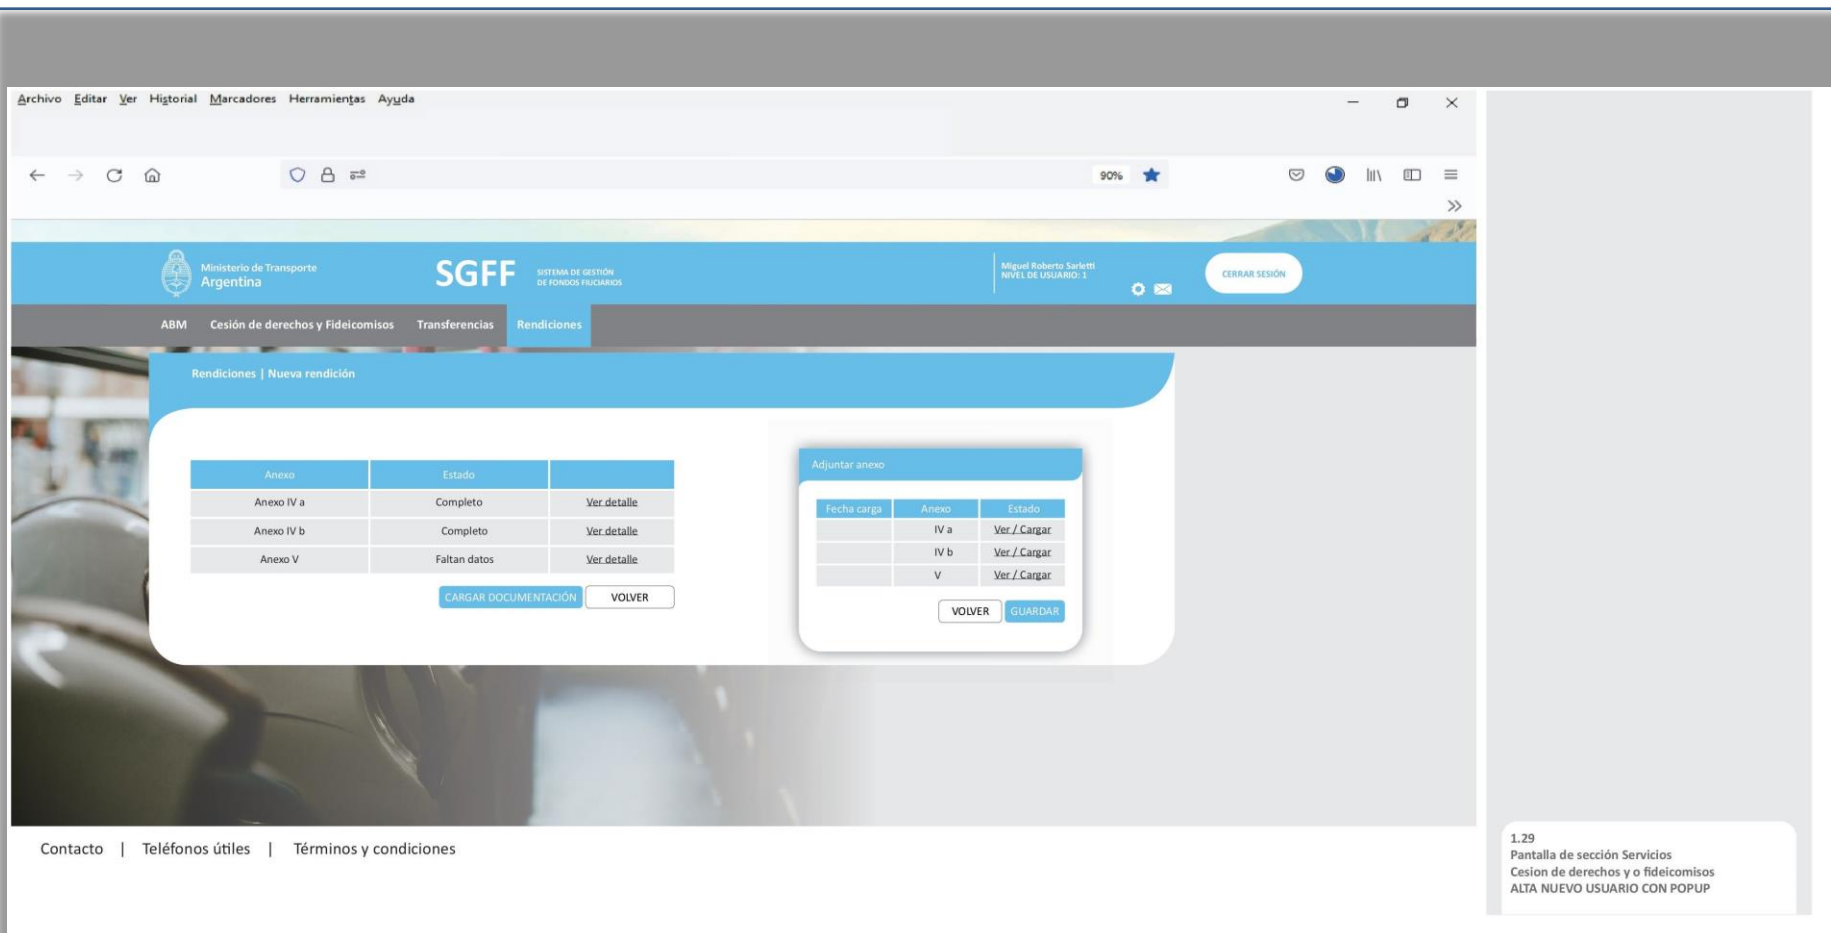 Archivo Editar Ver Historial Marcadores Herramientas Ayuda
90%
Ministerio de Transporte
Argentina
SGFF
SISTEMA DE GESTIÓN
DE FONDOS FIUCIARIOS
Miguel Roberto Sarletti
NIVEL DE USUARIO: 1
CERRAR SESIÓN
ABM Cesión de derechos y Fideicomisos Transferencias Rendiciones
Rendiciones | Nueva rendición
Anexo Estado
Anexo IV a Completo Ver detalle
Anexo IV b Completo Ver detalle
Anexo V Faltan datos Ver detalle
CARGAR DOCUMENTACIÓN VOLVER
Adjuntar anexo
Fecha carga Anexo Estado
IV a Ver / Cargar
IV b Ver / Cargar
V Ver / Cargar
VOLVER GUARDAR
Contacto | Teléfonos útiles | Términos y condiciones
1.29
Pantalla de sección Servicios
Cesion de derechos y o fideicomisos
ALTA NUEVO USUARIO CON POPUP